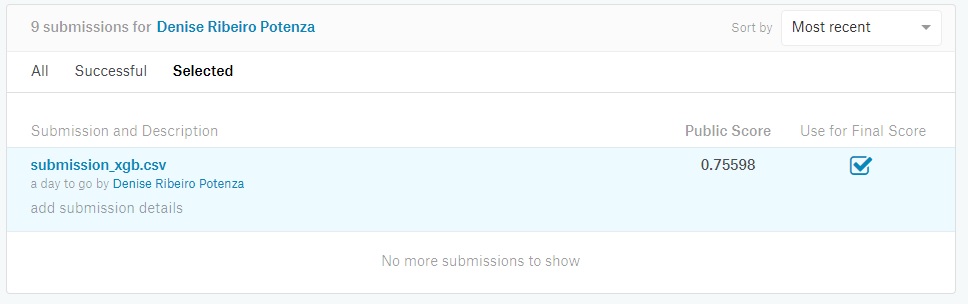 9 submissions for Denise Ribeiro Potenza
Sort by Most recent
All Successful Selected
Submission and Description Public Score Use for Final Score
submission_xgb.csv 0.75598
a day to go by Denise Ribeiro Potenza
add submission details
No more submissions to show